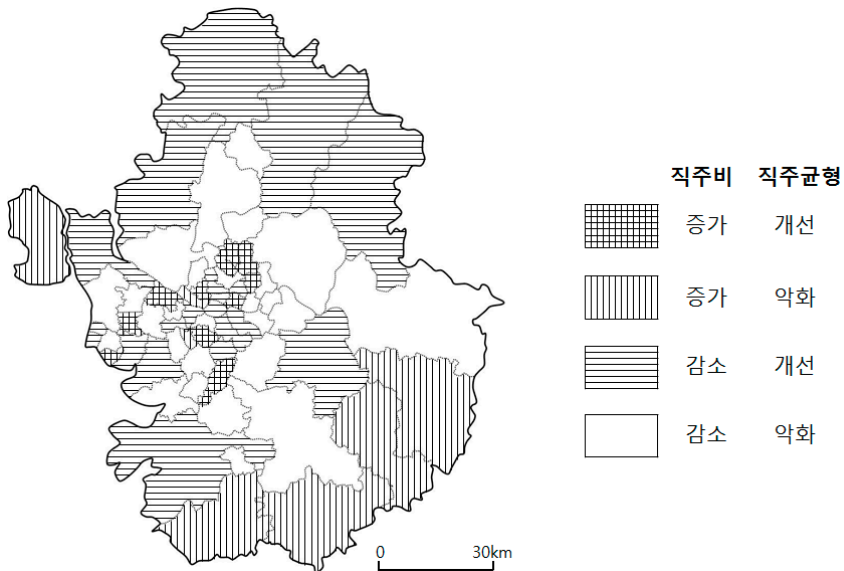 직주비 직주균형
증가 개선
증가 악화
감소 개선
감소 악화
0 30km